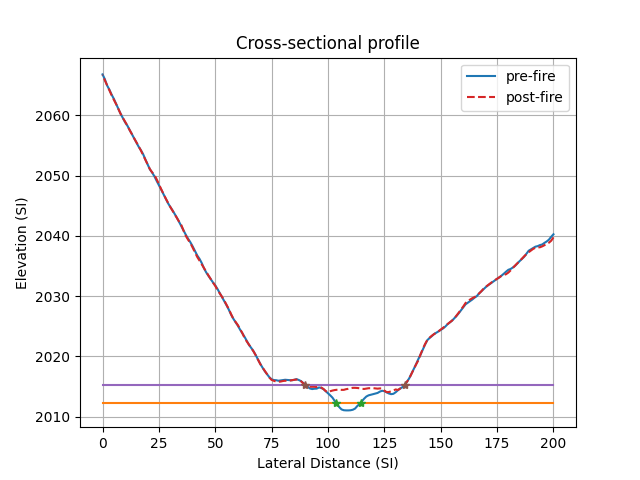 Cross-sectional profile
pre-fire
post-fire
Elevation (SI)
2060
2050
2040
2030
2020
2010
0 25 50 75 100 125 150 175 200
Lateral Distance (SI)